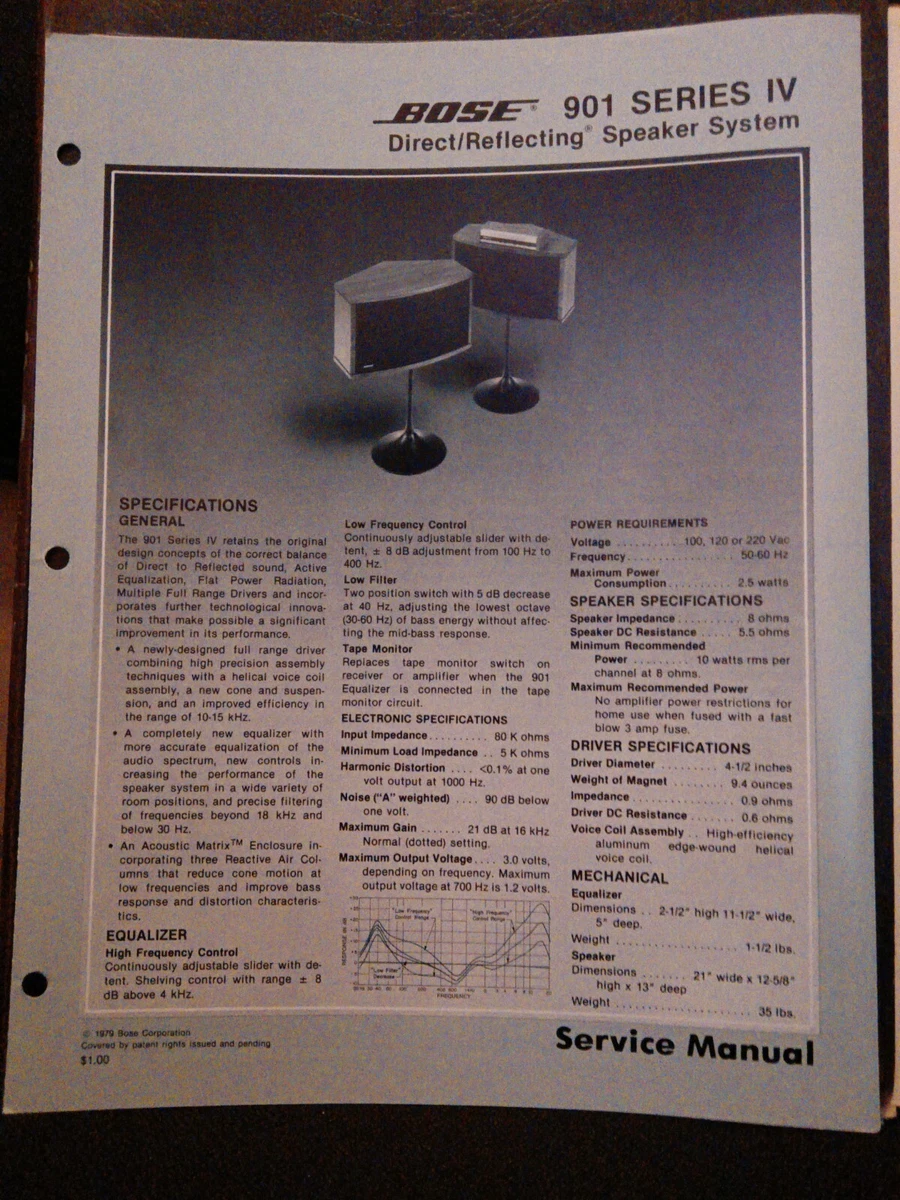 BOSE® 901 SERIES IV
Direct/Reflecting® Speaker System
SPECIFICATIONS
GENERAL
The 901 Series IV retains the original
design concepts of the correct balance
of Direct to Reflected sound, Active
Equalization, Flat Power Radiation,
Multiple Full Range Drivers and incor-
porates further technological innova-
tions that make possible a significant
improvement in its performance.
• A newly-designed full range driver
combining high precision assembly
techniques with a helical voice coil
assembly, a new cone and suspen-
sion, and an improved efficiency in
the range of 10-15 kHz.
• A completely new equalizer with
more accurate equalization of the
audio spectrum, new controls in-
creasing the performance of the
speaker system in a wide variety of
room positions, and precise filtering
of frequencies beyond 18 kHz and
below 30 Hz.
• An Acoustic Matrix™ Enclosure in-
corporating three Reactive Air Col-
umns that reduce cone motion at
low frequencies and improve bass
response and distortion characteris-
tics.
EQUALIZER
High Frequency Control
Continuously adjustable slider with de-
tent. Shelving control with range ± 8
dB above 4 kHz.
Low Frequency Control
Continuously adjustable slider with de-
tent, ± 8 dB adjustment from 100 Hz to
400 Hz.
Low Filter
Two position switch with 5 dB decrease
at 40 Hz, adjusting the lowest octave
(30-60 Hz) of bass energy without affec-
ting the mid-bass response.
Tape Monitor
Replaces tape monitor switch on
receiver or amplifier when the 901
Equalizer is connected in the tape
monitor circuit.
ELECTRONIC SPECIFICATIONS
Input Impedance.......... 80 K ohms
Minimum Load Impedance .. 5 K ohms
Harmonic Distortion .... <0.1% at one
volt output at 1000 Hz.
Noise ("A" weighted) .... 90 dB below
one volt.
Maximum Gain ....... 21 dB at 16 kHz
Normal (dotted) setting.
Maximum Output Voltage.... 3.0 volts,
depending on frequency. Maximum
output voltage at 700 Hz is 1.2 volts.
"Low Frequency"
Control Range
"High Frequency"
Control Range
"Low Filter"
Decrease
RESPONSE IN dB
FREQUENCY
POWER REQUIREMENTS
Voltage .......... 100, 120 or 220 Vac
Frequency................ 50-60 Hz
Maximum Power
Consumption.......... 2.5 watts
SPEAKER SPECIFICATIONS
Speaker Impedance .......... 8 ohms
Speaker DC Resistance ..... 5.5 ohms
Minimum Recommended
Power ......... 10 watts rms per
channel at 8 ohms.
Maximum Recommended Power
No amplifier power restrictions for
home use when fused with a fast
blow 3 amp fuse.
DRIVER SPECIFICATIONS
Driver Diameter ......... 4-1/2 inches
Weight of Magnet ........ 9.4 ounces
Impedance ................. 0.9 ohms
Driver DC Resistance ....... 0.6 ohms
Voice Coil Assembly .. High-efficiency
aluminum edge-wound helical
voice coil.
MECHANICAL
Equalizer
Dimensions .. 2-1/2" high 11-1/2" wide,
5" deep.
Weight .................... 1-1/2 lbs.
Speaker
Dimensions ....... 21" wide x 12-5/8"
high x 13" deep
Weight ...................... 35 lbs.
© 1979 Bose Corporation
Covered by patent rights issued and pending
$1.00
Service Manual